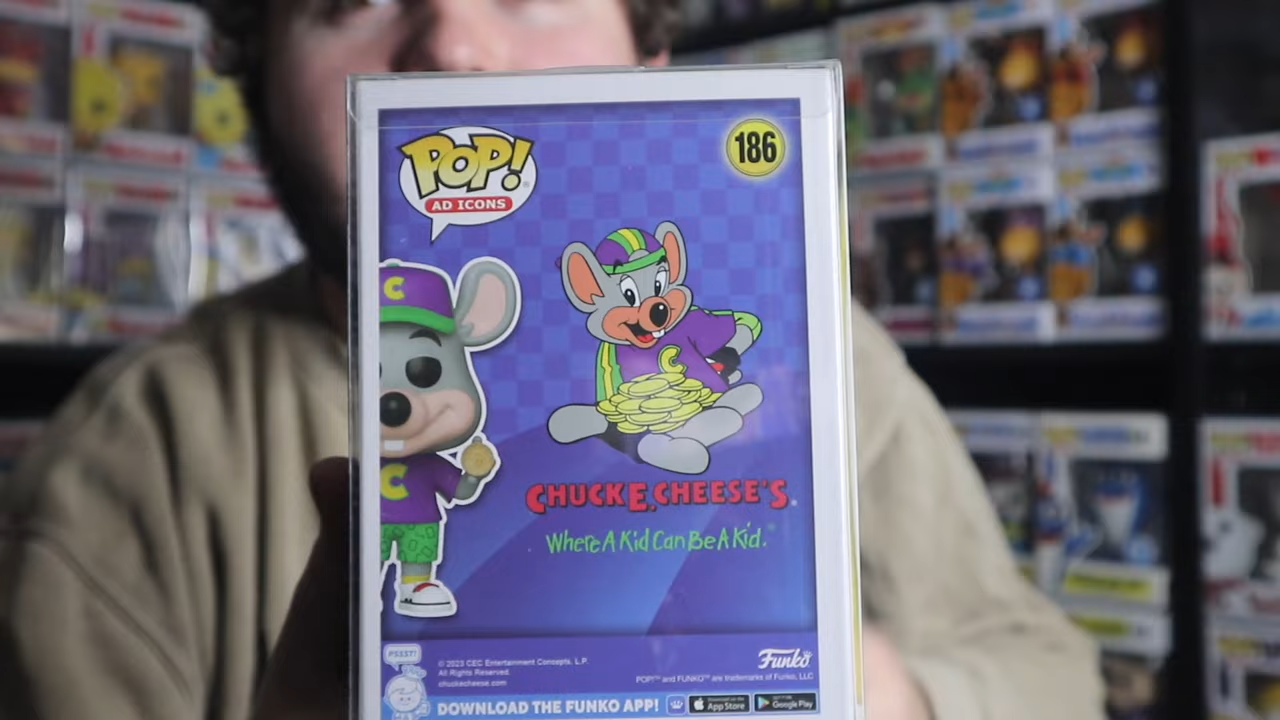 POP!
AD ICONS
186
C
C
C
CHUCK E. CHEESE'S®
Where A Kid Can Be A Kid.®
PSSST!
© 2023 CEC Entertainment Concepts, L.P.
All Rights Reserved.
chuckecheese.com
Funko
POP!™ and FUNKO™ are trademarks of Funko, LLC
DOWNLOAD THE FUNKO APP!
App Store
Google Play